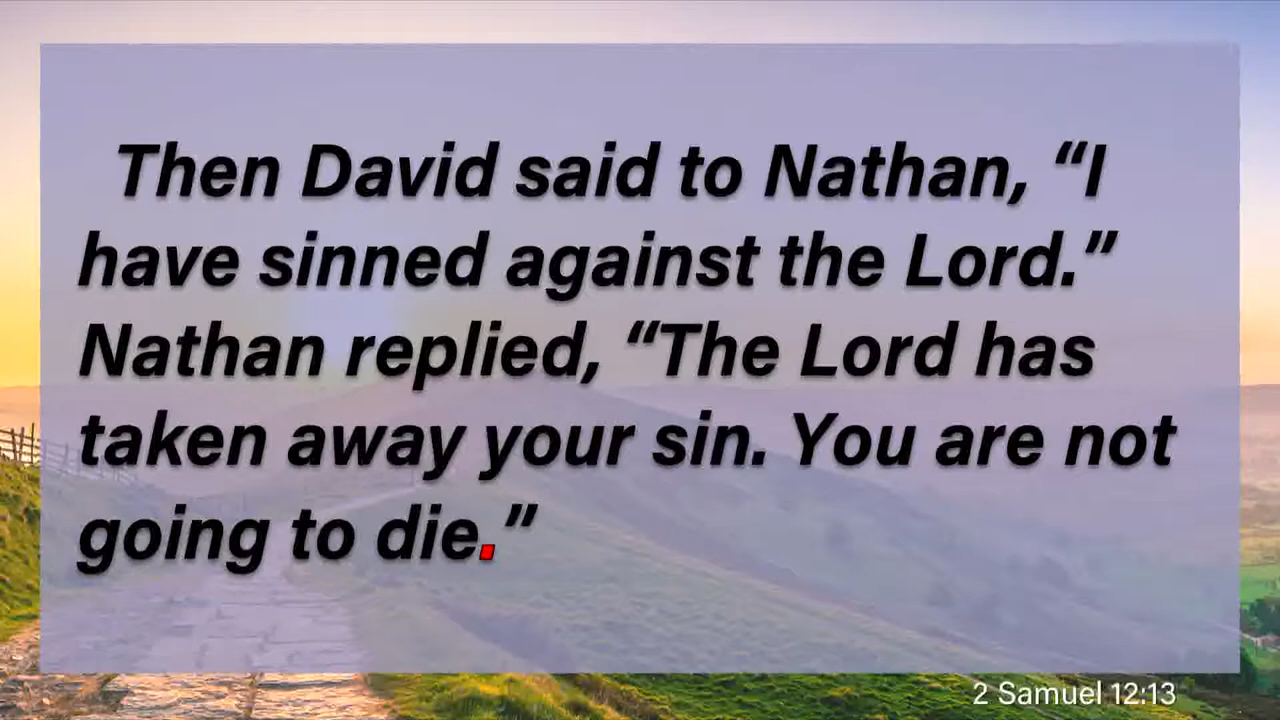 Then David said to Nathan, “I
have sinned against the Lord.”
Nathan replied, “The Lord has
taken away your sin. You are not
going to die.”
2 Samuel 12:13